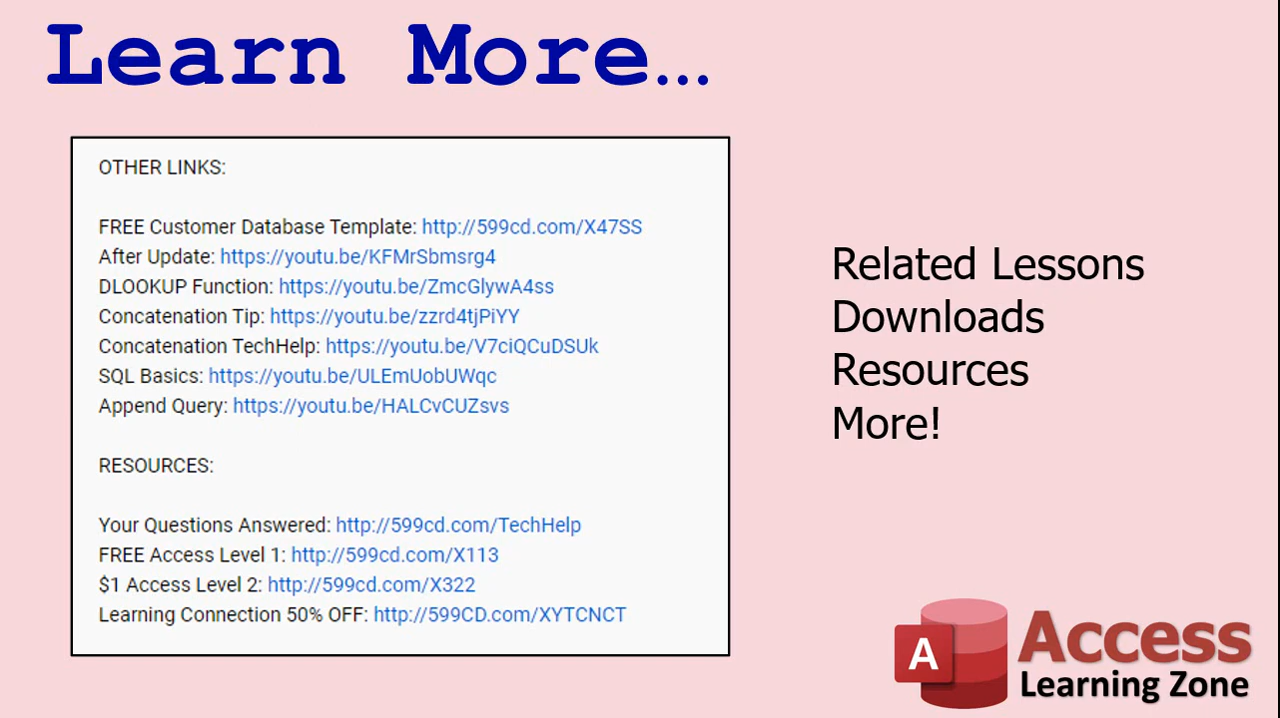 Learn More...
OTHER LINKS:
FREE Customer Database Template: http://599cd.com/X47SS
After Update: https://youtu.be/KFMrSbmsrg4
DLOOKUP Function: https://youtu.be/ZmcGlywA4ss
Concatenation Tip: https://youtu.be/zzrd4tjPiYY
Concatenation TechHelp: https://youtu.be/V7ciQCuDSUk
SQL Basics: https://youtu.be/ULEmUobUWqc
Append Query: https://youtu.be/HALCvCUZsvs
RESOURCES:
Your Questions Answered: http://599cd.com/TechHelp
FREE Access Level 1: http://599cd.com/X113
$1 Access Level 2: http://599cd.com/X322
Learning Connection 50% OFF: http://599CD.com/XYTCNCT
Related Lessons
Downloads
Resources
More!
A
Access
Learning Zone